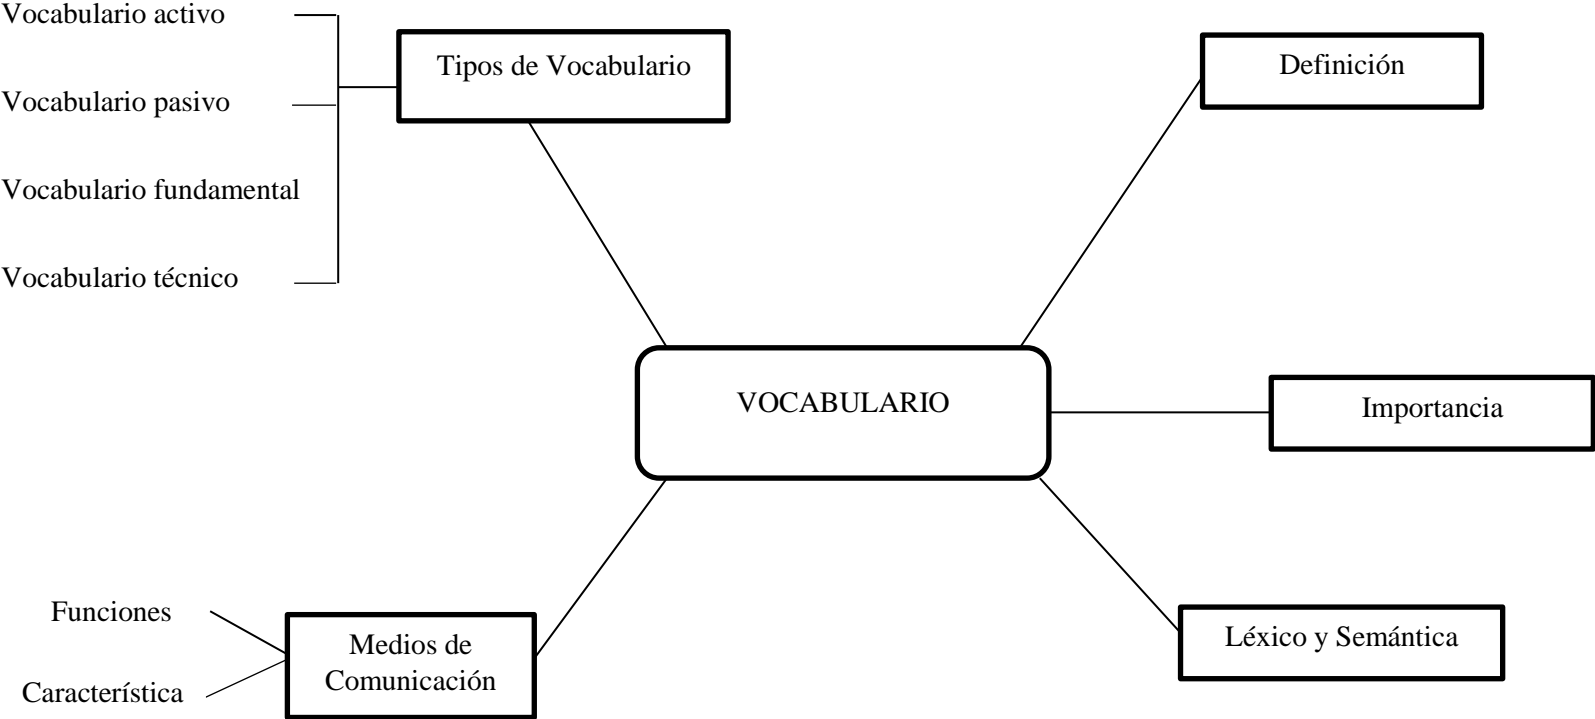 Vocabulario activo
Tipos de Vocabulario
Definición
Vocabulario pasivo
Vocabulario fundamental
Vocabulario técnico
VOCABULARIO
Importancia
Funciones
Medios de
Comunicación
Característica
Léxico y Semántica